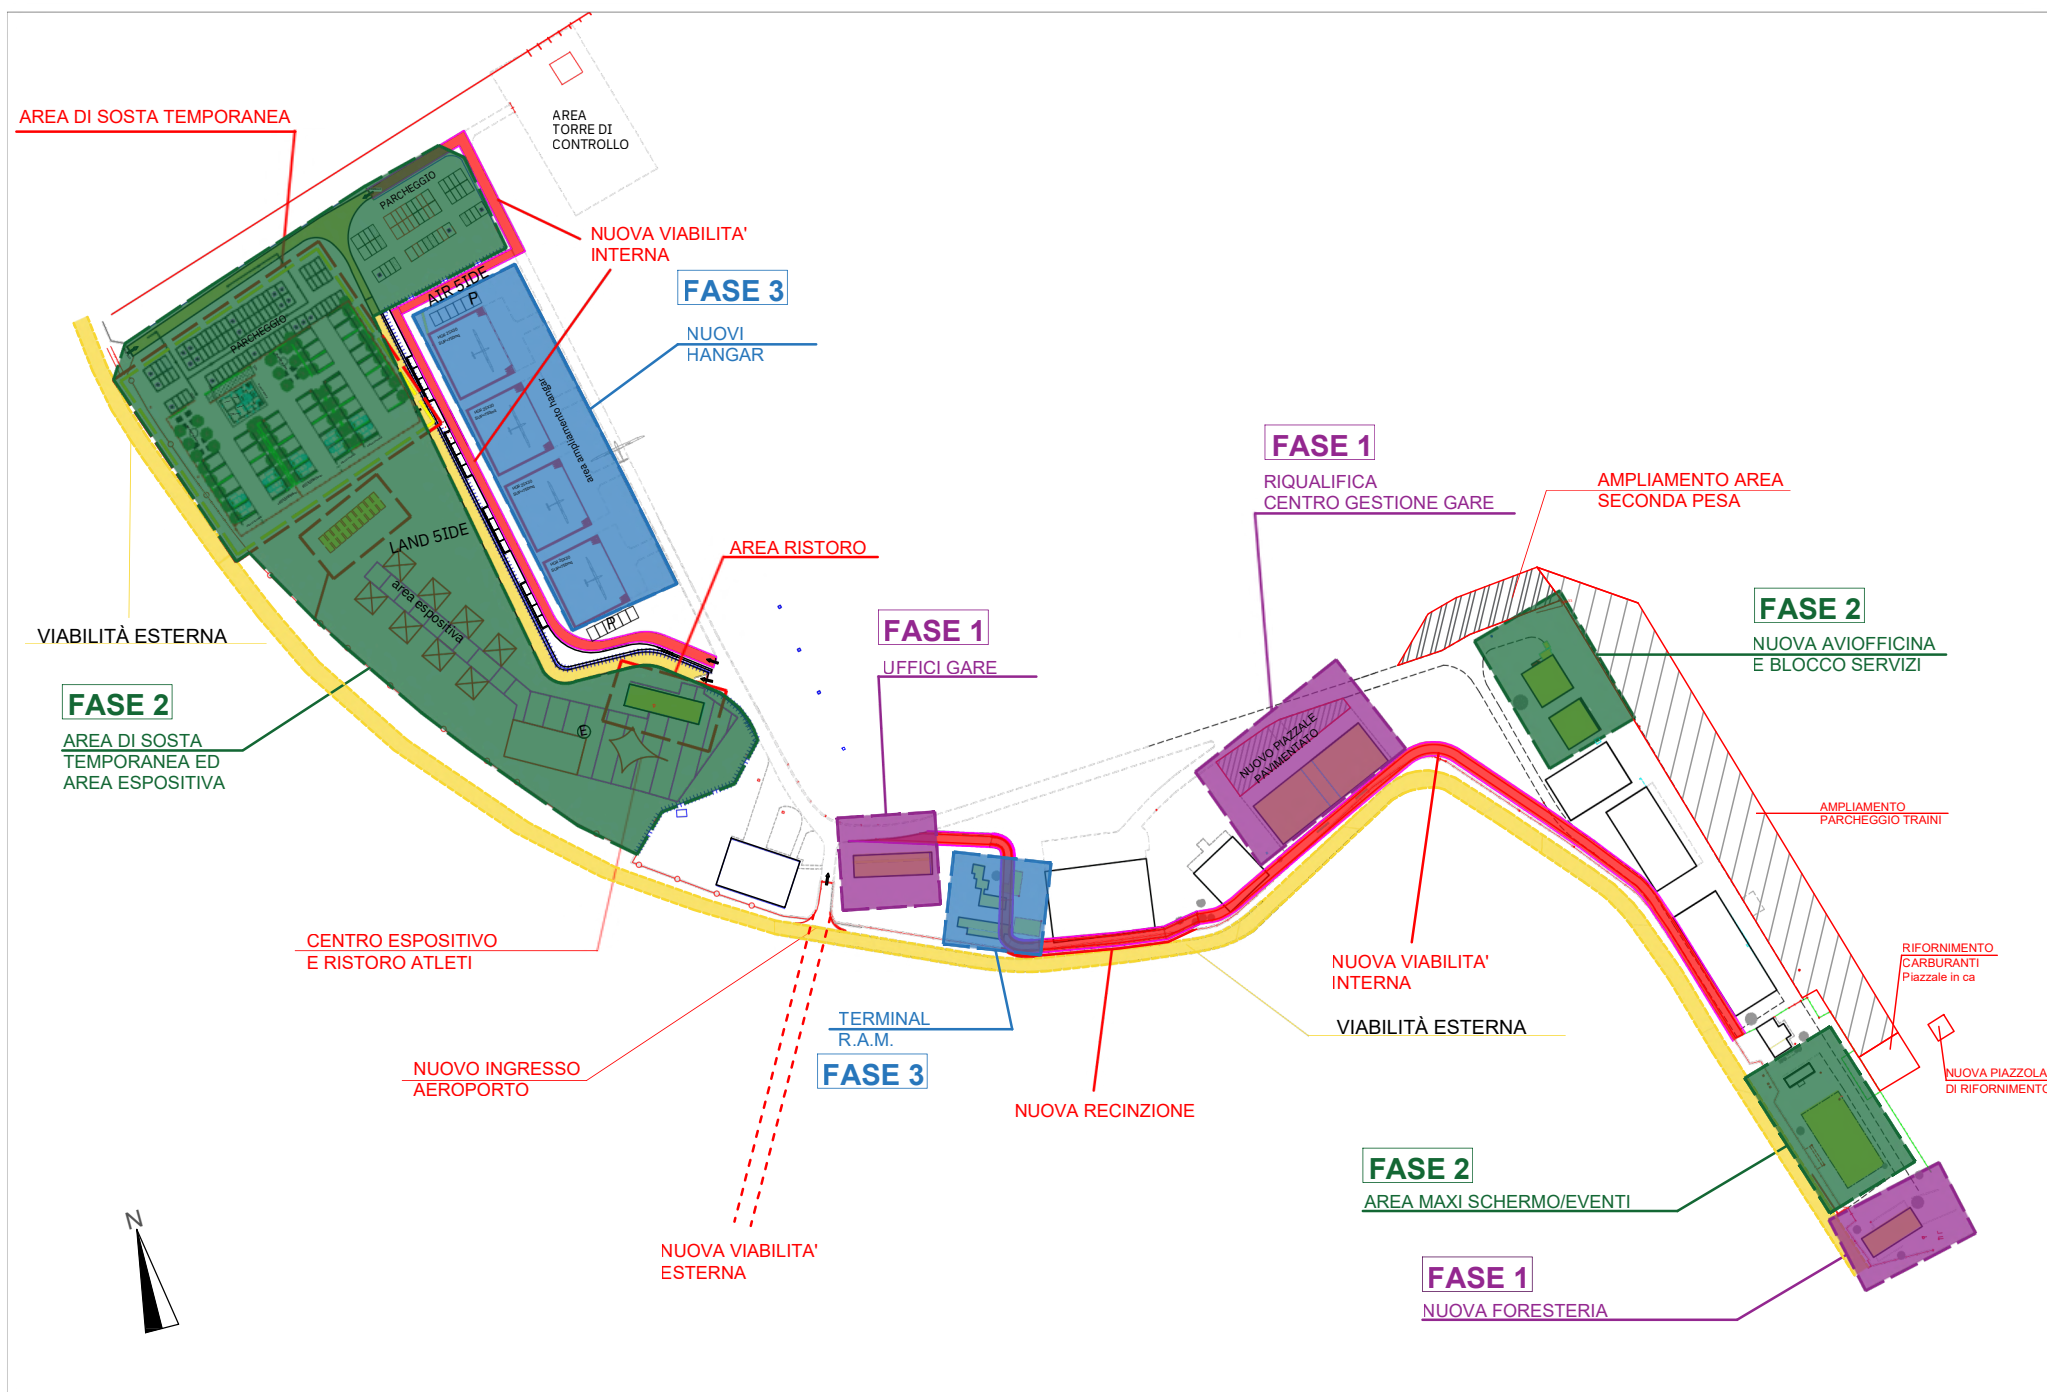 AREA DI SOSTA TEMPORANEA
AREA
TORRE DI
CONTROLLO
PARCHEGGIO
NUOVA VIABILITA'
INTERNA
AIR 5IDE
P
FASE 3
NUOVI
HANGAR
PARCHEGGIO
area ampliamento hangar
FASE 1
RIQUALIFICA
CENTRO GESTIONE GARE
AMPLIAMENTO AREA
SECONDA PESA
LAND 5IDE
AREA RISTORO
area espositiva
P
VIABILITÀ ESTERNA
FASE 1
UFFICI GARE
FASE 2
NUOVA AVIOFFICINA
E BLOCCO SERVIZI
FASE 2
AREA DI SOSTA
TEMPORANEA ED
AREA ESPOSITIVA
E
NUOVO PIAZZALE
PAVIMENTATO
AMPLIAMENTO
PARCHEGGIO TRAINI
CENTRO ESPOSITIVO
E RISTORO ATLETI
NUOVA VIABILITA'
INTERNA
RIFORNIMENTO
CARBURANTI
Piazzale in ca
TERMINAL
R.A.M.
FASE 3
VIABILITÀ ESTERNA
NUOVO INGRESSO
AEROPORTO
NUOVA PIAZZOLA
DI RIFORNIMENTO
NUOVA RECINZIONE
FASE 2
AREA MAXI SCHERMO/EVENTI
N
NUOVA VIABILITA'
ESTERNA
FASE 1
NUOVA FORESTERIA